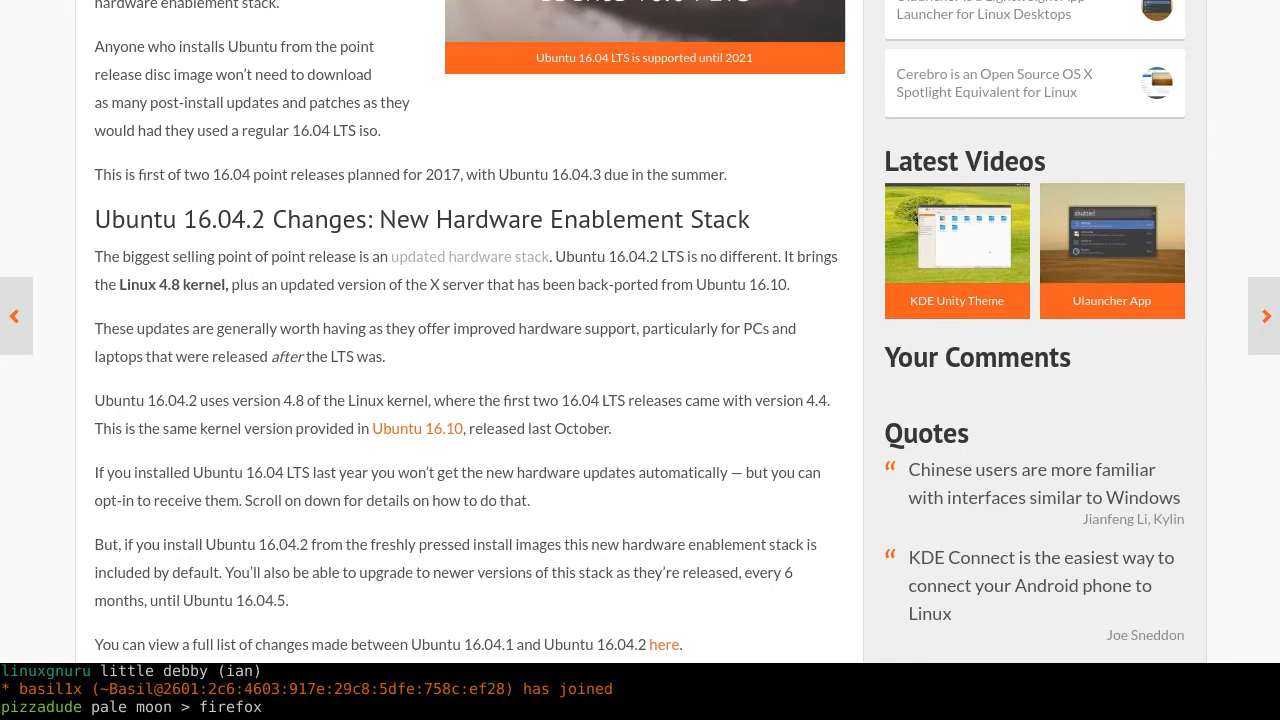 hardware enablement stack.
Anyone who installs Ubuntu from the point
release disc image won’t need to download
as many post-install updates and patches as they
would had they used a regular 16.04 LTS iso.
Ubuntu 16.04 LTS is supported until 2021
This is first of two 16.04 point releases planned for 2017, with Ubuntu 16.04.3 due in the summer.
Ubuntu 16.04.2 Changes: New Hardware Enablement Stack
The biggest selling point of point release is an updated hardware stack. Ubuntu 16.04.2 LTS is no different. It brings
the Linux 4.8 kernel, plus an updated version of the X server that has been back-ported from Ubuntu 16.10.
These updates are generally worth having as they offer improved hardware support, particularly for PCs and
laptops that were released after the LTS was.
Ubuntu 16.04.2 uses version 4.8 of the Linux kernel, where the first two 16.04 LTS releases came with version 4.4.
This is the same kernel version provided in Ubuntu 16.10, released last October.
If you installed Ubuntu 16.04 LTS last year you won’t get the new hardware updates automatically — but you can
opt-in to receive them. Scroll on down for details on how to do that.
But, if you install Ubuntu 16.04.2 from the freshly pressed install images this new hardware enablement stack is
included by default. You’ll also be able to upgrade to newer versions of this stack as they’re released, every 6
months, until Ubuntu 16.04.5.
You can view a full list of changes made between Ubuntu 16.04.1 and Ubuntu 16.04.2 here.
Launcher for Linux Desktops
Cerebro is an Open Source OS X
Spotlight Equivalent for Linux
Latest Videos
shutter
KDE Unity Theme
Ulauncher App
Your Comments
Quotes
“ Chinese users are more familiar
with interfaces similar to Windows
Jianfeng Li, Kylin
“ KDE Connect is the easiest way to
connect your Android phone to
Linux
Joe Sneddon
linuxgnuru little debby (ian)
* basil1x (~Basil@2601:2c6:4603:917e:29c8:5dfe:758c:ef28) has joined
pizzadude pale moon > firefox